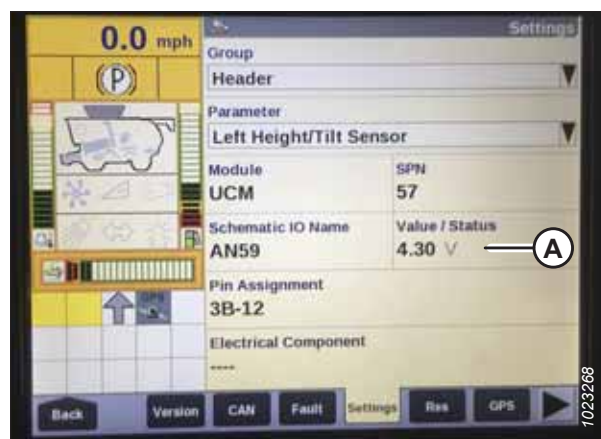 0.0 mph
Settings
(P)
Group
Header
Parameter
Left Height/Tilt Sensor
Module
SPN
UCM
57
Schematic IO Name
Value / Status
AN59
4.30 V
A
Pin Assignment
3B-12
Electrical Component
----
Back
Version
CAN
Fault
Settings
Res
GPS
1023268